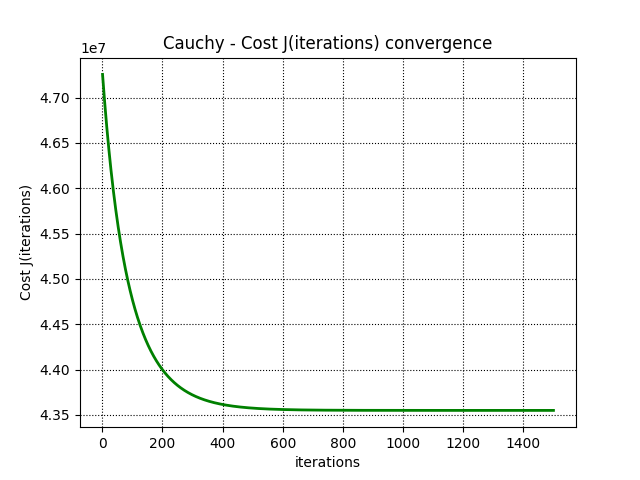 Cauchy - Cost J(iterations) convergence
1e7
4.70
4.65
4.60
4.55
4.50
4.45
4.40
4.35
Cost J(iterations)
0 200 400 600 800 1000 1200 1400
iterations